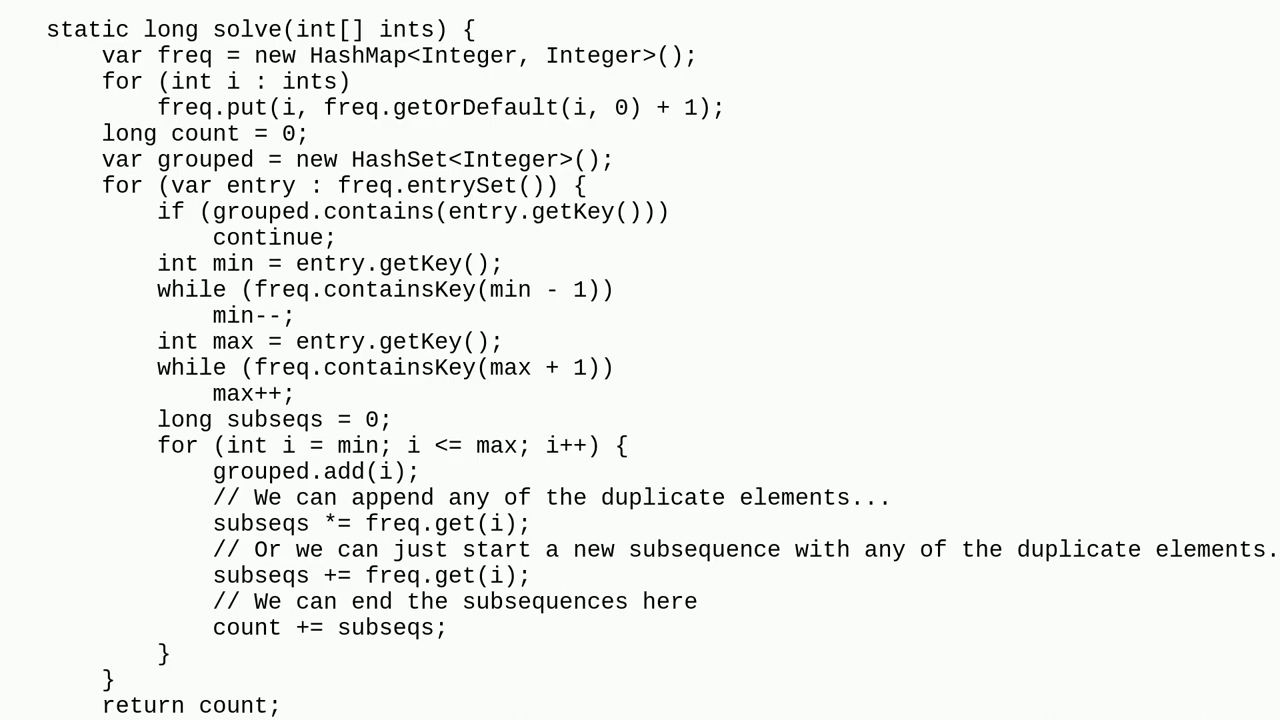 static long solve(int[] ints) {
var freq = new HashMap<Integer, Integer>();
for (int i : ints)
freq.put(i, freq.getOrDefault(i, 0) + 1);
long count = 0;
var grouped = new HashSet<Integer>();
for (var entry : freq.entrySet()) {
if (grouped.contains(entry.getKey()))
continue;
int min = entry.getKey();
while (freq.containsKey(min - 1))
min--;
int max = entry.getKey();
while (freq.containsKey(max + 1))
max++;
long subseqs = 0;
for (int i = min; i <= max; i++) {
grouped.add(i);
// We can append any of the duplicate elements...
subseqs *= freq.get(i);
// Or we can just start a new subsequence with any of the duplicate elements.
subseqs += freq.get(i);
// We can end the subsequences here
count += subseqs;
}
}
return count;